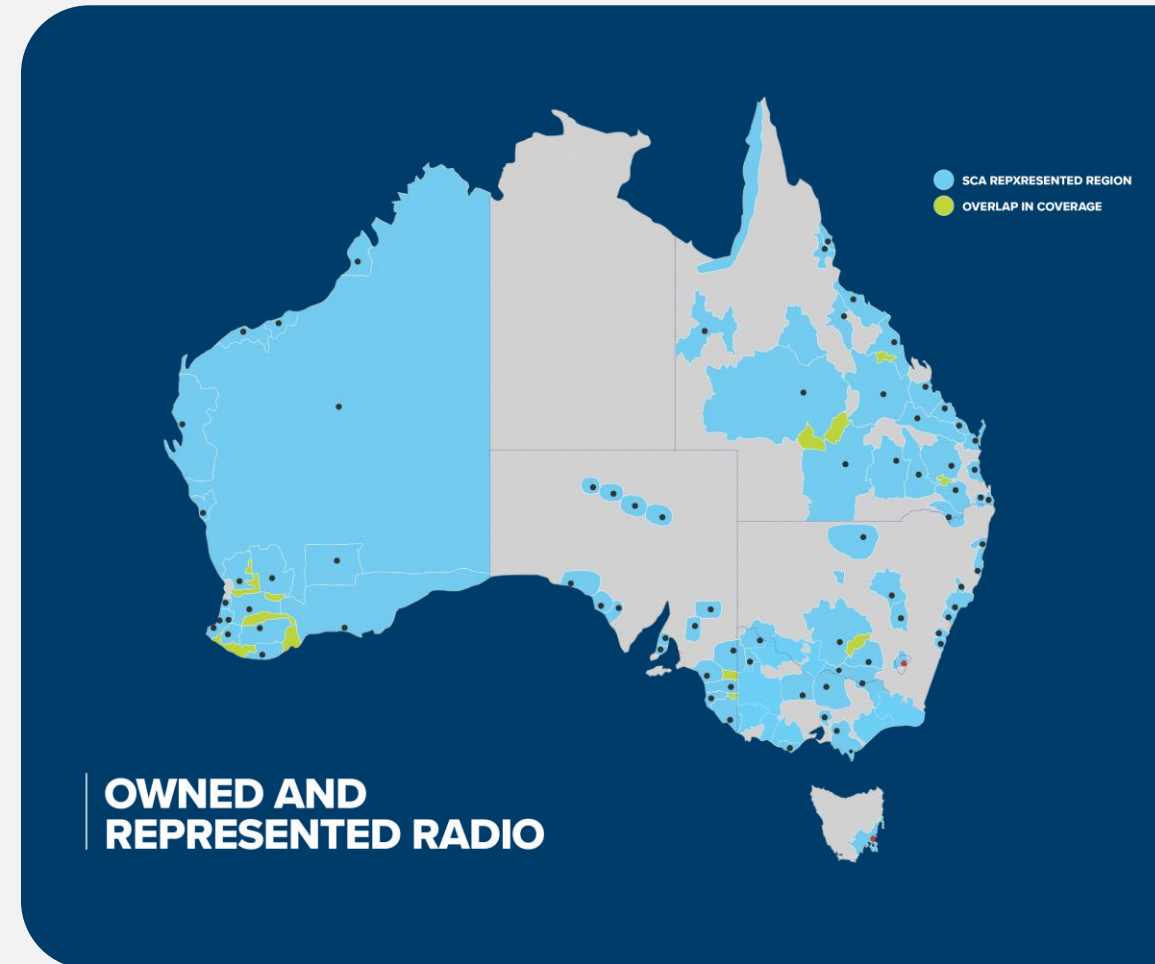 SCA REPXRESENTED REGION
OVERLAP IN COVERAGE
OWNED AND
REPRESENTED RADIO